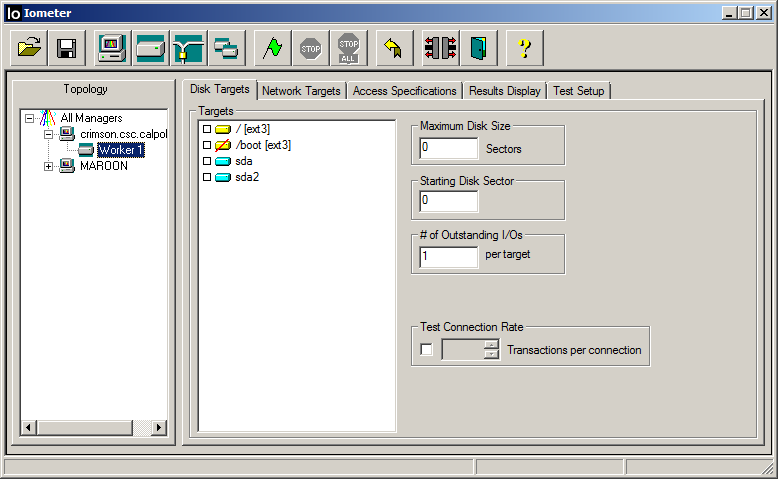 Iometer
STOP
STOP ALL
?
Topology
All Managers
crimson.csc.calpol
Worker 1
MAROON
Disk Targets
Network Targets
Access Specifications
Results Display
Test Setup
Targets
/ [ext3]
/boot [ext3]
sda
sda2
Maximum Disk Size
0 Sectors
Starting Disk Sector
0
# of Outstanding I/Os
1 per target
Test Connection Rate
Transactions per connection